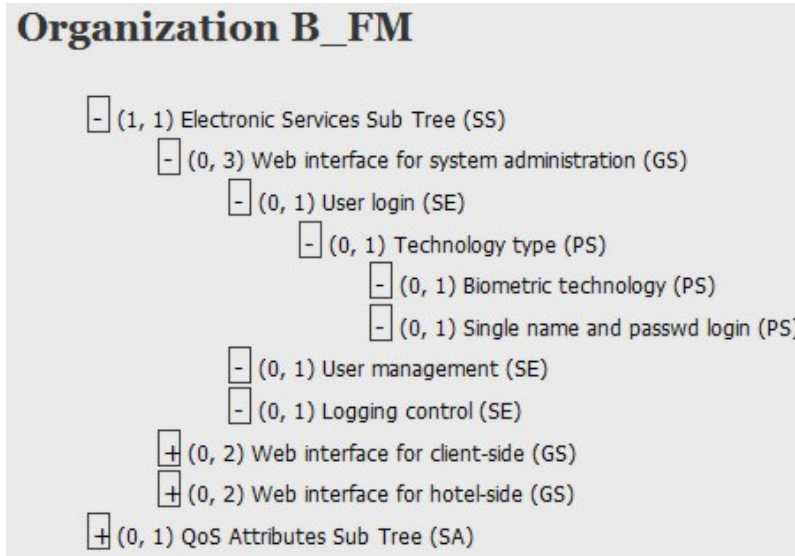 Organization B_FM
- (1, 1) Electronic Services Sub Tree (SS)
- (0, 3) Web interface for system administration (GS)
- (0, 1) User login (SE)
- (0, 1) Technology type (PS)
- (0, 1) Biometric technology (PS)
- (0, 1) Single name and passwd login (PS)
- (0, 1) User management (SE)
- (0, 1) Logging control (SE)
+ (0, 2) Web interface for client-side (GS)
+ (0, 2) Web interface for hotel-side (GS)
+ (0, 1) QoS Attributes Sub Tree (SA)